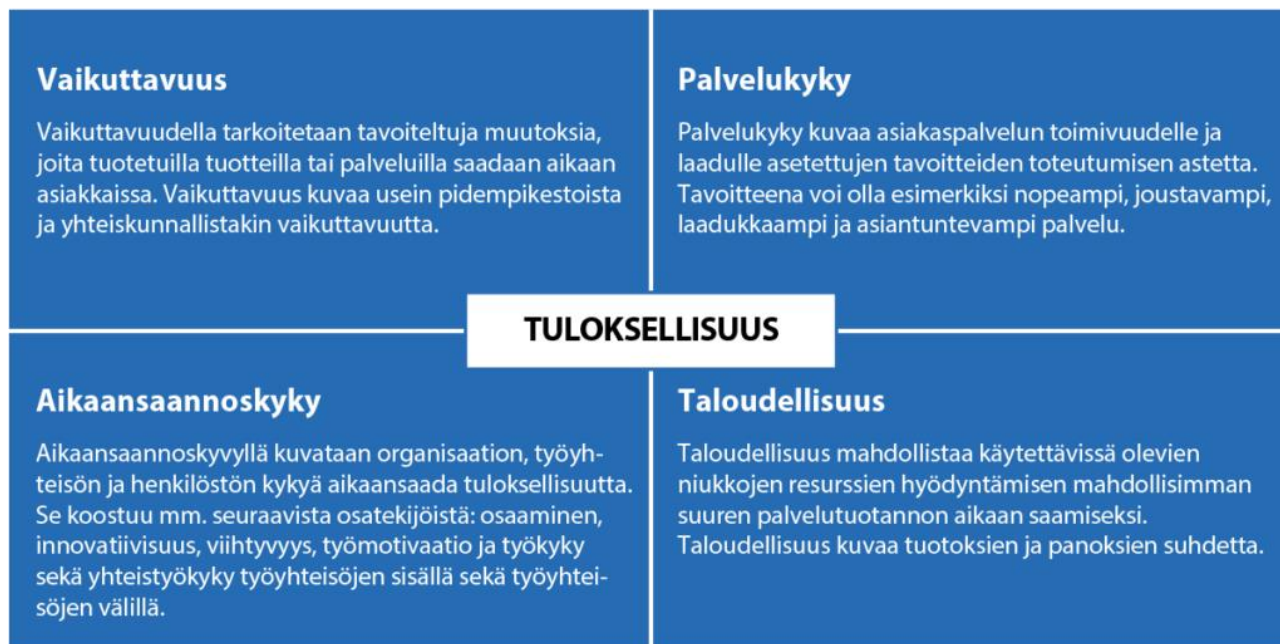 Vaikuttavuus
Vaikuttavuudella tarkoitetaan tavoiteltuja muutoksia,
joita tuotetuilla tuotteilla tai palveluilla saadaan aikaan
asiakkaissa. Vaikuttavuus kuvaa usein pidempikestoista
ja yhteiskunnallistakin vaikuttavuutta.
Palvelukyky
Palvelukyky kuvaa asiakaspalvelun toimivuudelle ja
laadulle asetettujen tavoitteiden toteutumisen astetta.
Tavoitteena voi olla esimerkiksi nopeampi, joustavampi,
laadukkaampi ja asiantuntevampi palvelu.
TULOKSELLISUUS
Aikaansaannoskyky
Aikaansaannoskyvyllä kuvataan organisaation, työyh-
teisön ja henkilöstön kykyä aikaansaada tuloksellisuutta.
Se koostuu mm. seuraavista osatekijöistä: osaaminen,
innovatiivisuus, viihtyvyys, työmotivaatio ja työkyky
sekä yhteistyökyky työyhteisöjen sisällä sekä työyhtei-
söjen välillä.
Taloudellisuus
Taloudellisuus mahdollistaa käytettävissä olevien
niukkojen resurssien hyödyntämisen mahdollisimman
suuren palvelutuotannon aikaan saamiseksi.
Taloudellisuus kuvaa tuotoksien ja panoksien suhdetta.